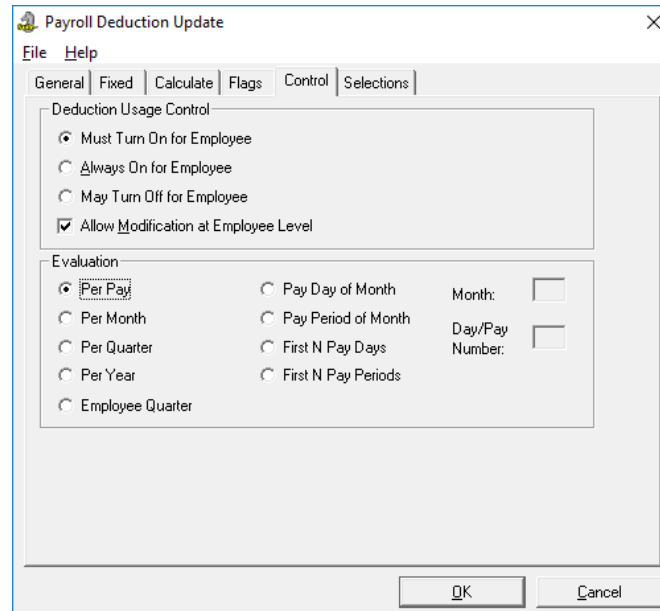 Payroll Deduction Update
File Help
General Fixed Calculate Flags Control Selections
Deduction Usage Control
Must Turn On for Employee
Always On for Employee
May Turn Off for Employee
Allow Modification at Employee Level
Evaluation
Per Pay
Per Month
Per Quarter
Per Year
Employee Quarter
Pay Day of Month
Pay Period of Month
First N Pay Days
First N Pay Periods
Month:
Day/Pay
Number:
OK Cancel